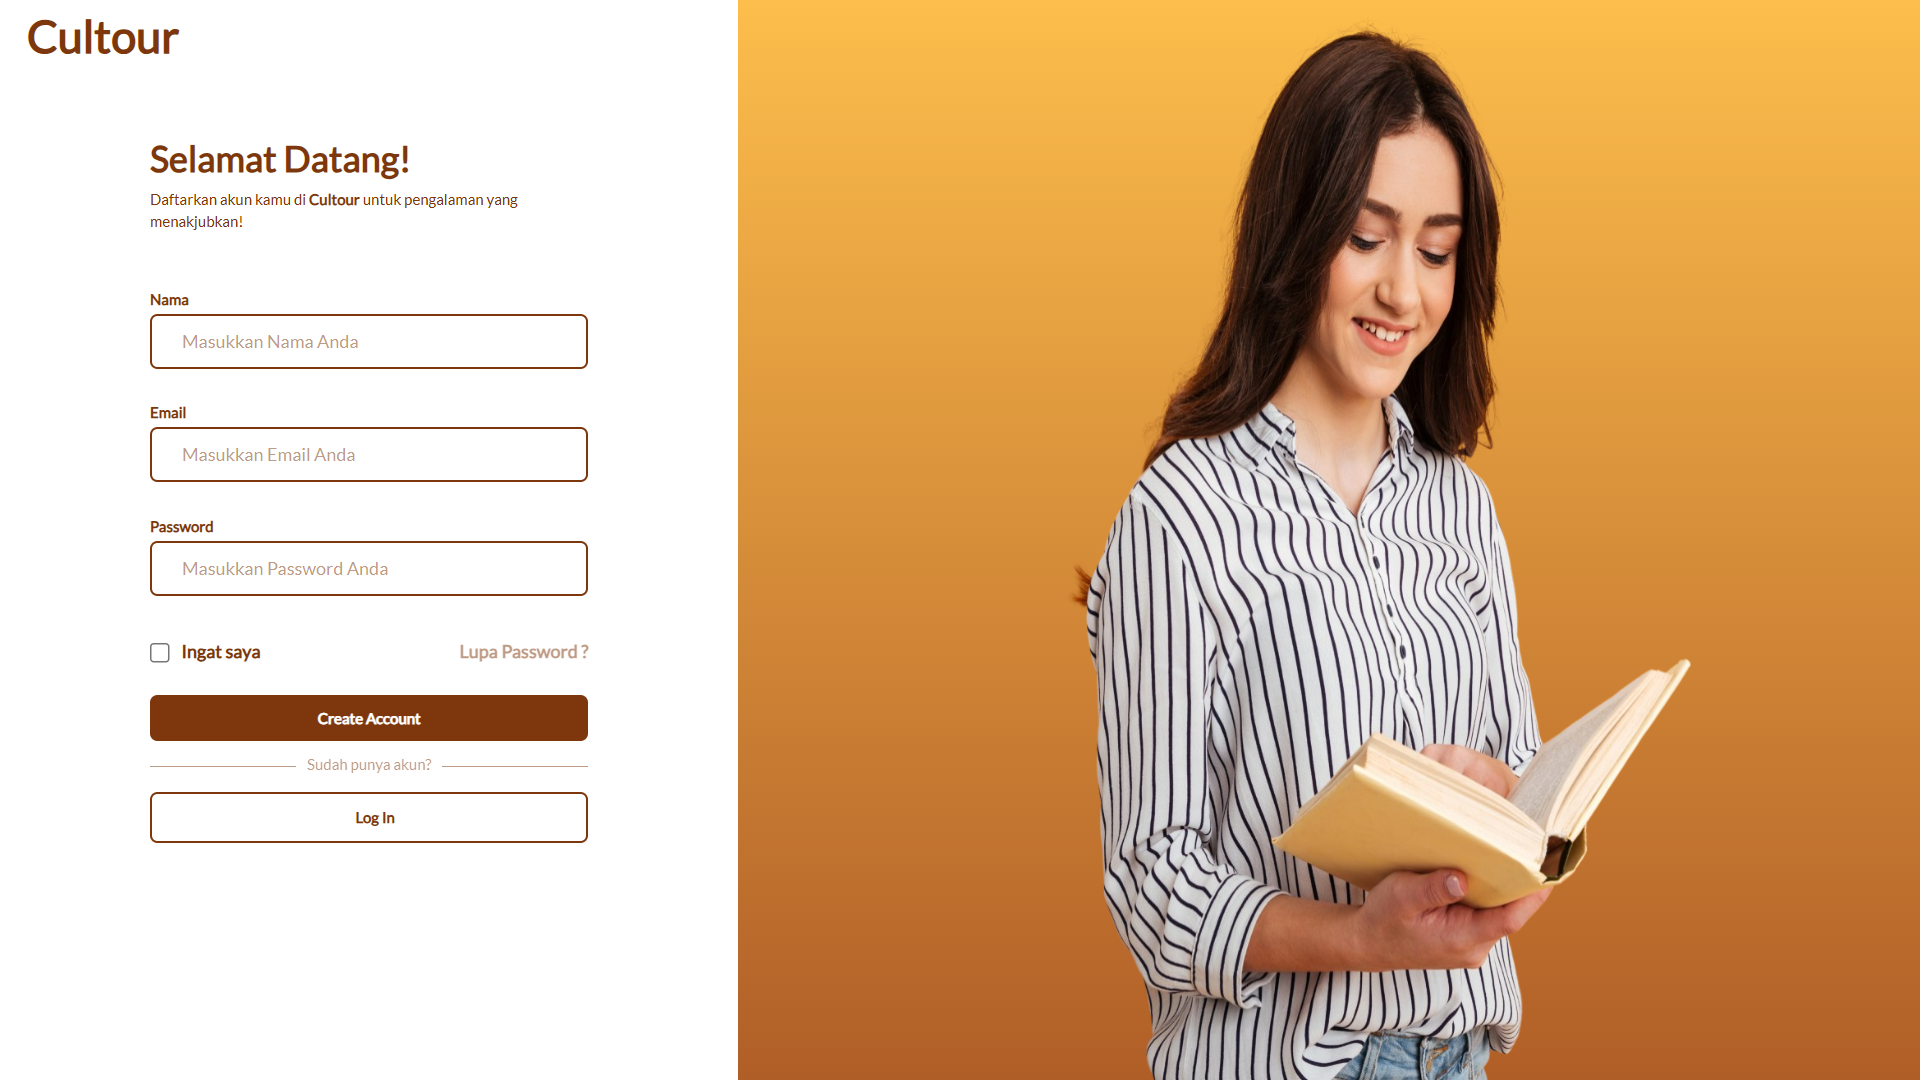 Cultour
Selamat Datang!
Daftarkan akun kamu di Cultour untuk pengalaman yang
menakjubkan!
Nama
Masukkan Nama Anda
Email
Masukkan Email Anda
Password
Masukkan Password Anda
Ingat saya
Lupa Password ?
Create Account
Sudah punya akun?
Log In